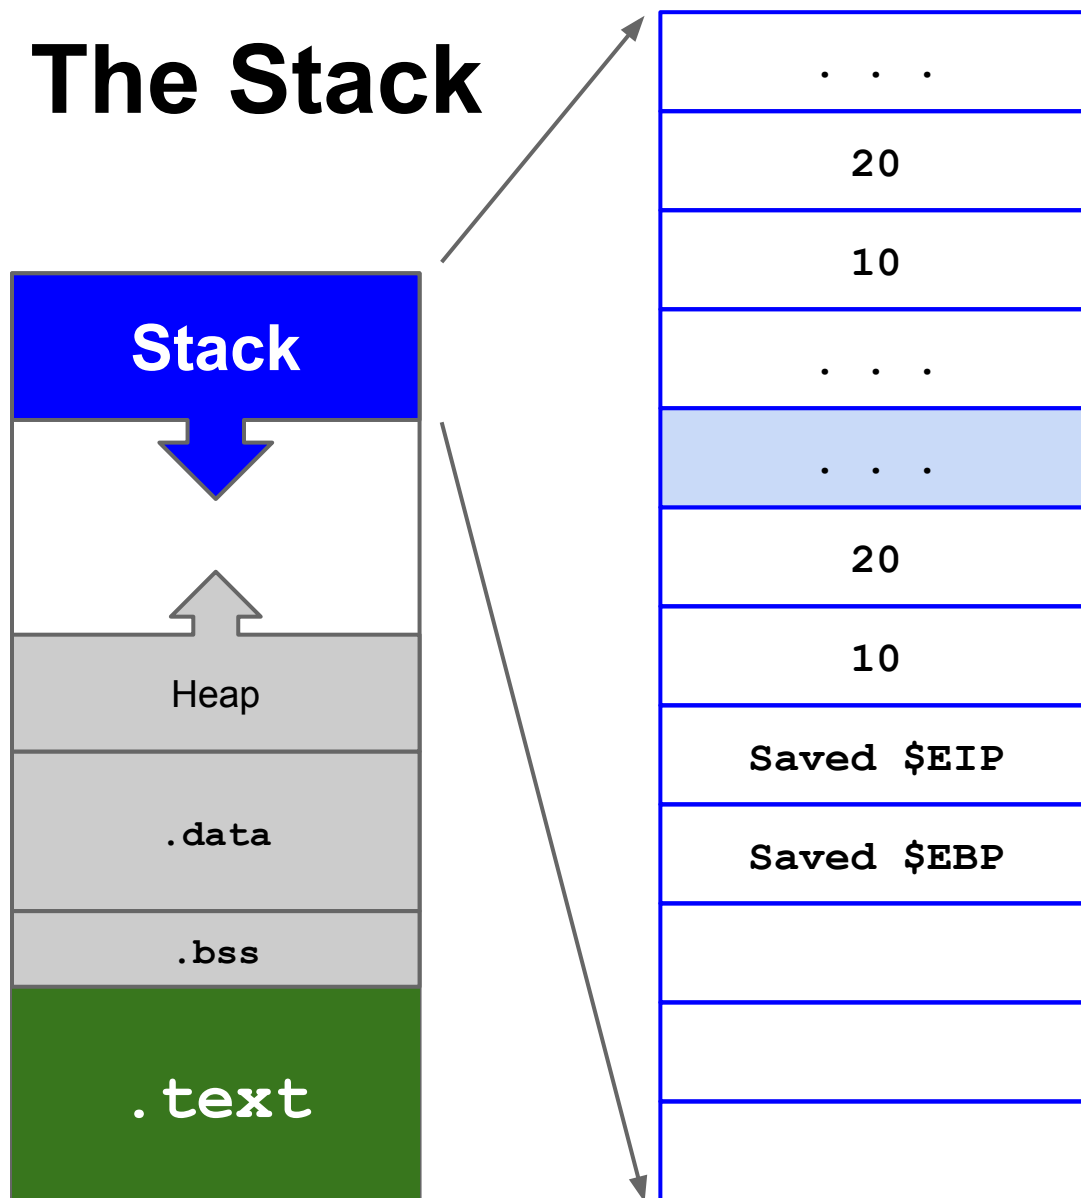 The Stack
Stack
Heap
.data
.bss
.text
. . .
20
10
. . .
. . .
20
10
Saved $EIP
Saved $EBP